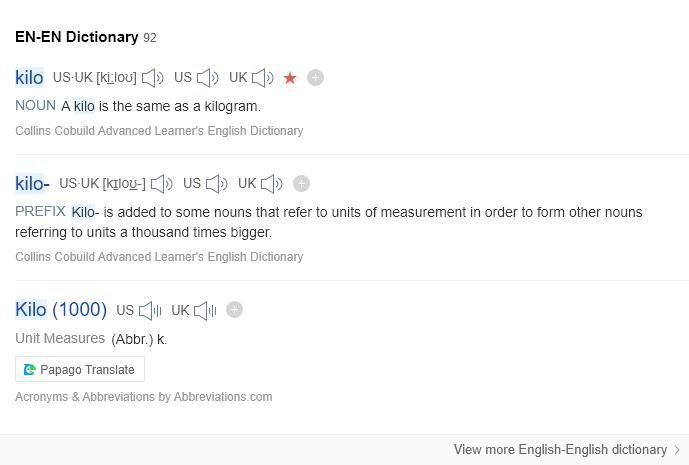 EN-EN Dictionary 92
kilo US·UK [ki:loʊ] US UK
NOUN A kilo is the same as a kilogram.
Collins Cobuild Advanced Learner's English Dictionary
kilo- US·UK [kɪloʊ-] US UK
PREFIX Kilo- is added to some nouns that refer to units of measurement in order to form other nouns
referring to units a thousand times bigger.
Collins Cobuild Advanced Learner's English Dictionary
Kilo (1000) US UK
Unit Measures (Abbr.) k.
Papago Translate
Acronyms & Abbreviations by Abbreviations.com
View more English-English dictionary